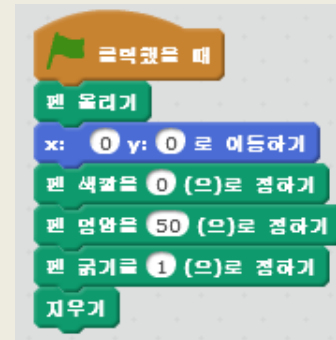 클릭했을 때
펜 올리기
x: 0 y: 0 로 이동하기
펜 색깔을 0 (으)로 정하기
펜 명암을 50 (으)로 정하기
펜 굵기를 1 (으)로 정하기
지우기